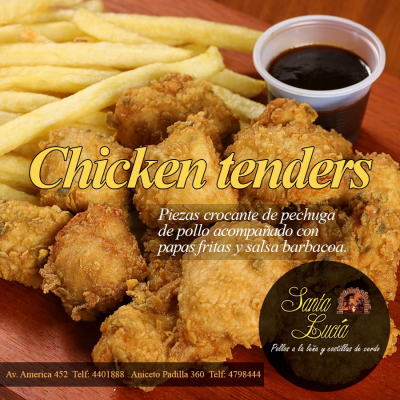 Chicken tenders
Piezas crocante de pechuga
de pollo acompañado con
papas fritas y salsa barbacoa.
Santa
Lucía
Pollos a la leña y costillas de cerdo
Av. America 452 Telf: 4401888 Aniceto Padilla 360 Telf: 4798444